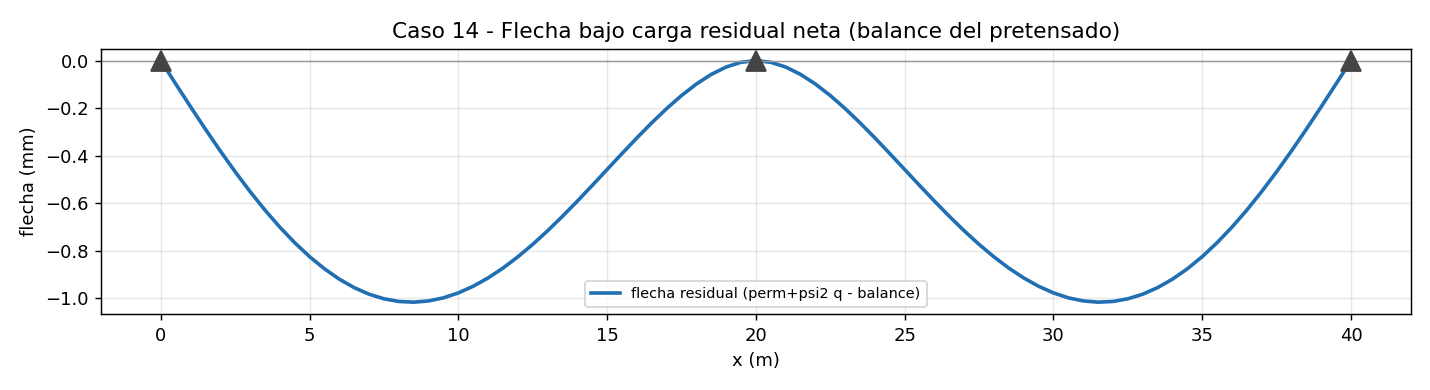 Caso 14 - Flecha bajo carga residual neta (balance del pretensado)
0.0
−0.2
−0.4
−0.6
−0.8
−1.0
flecha (mm)
flecha residual (perm+psi2 q - balance)
0 5 10 15 20 25 30 35 40
x (m)